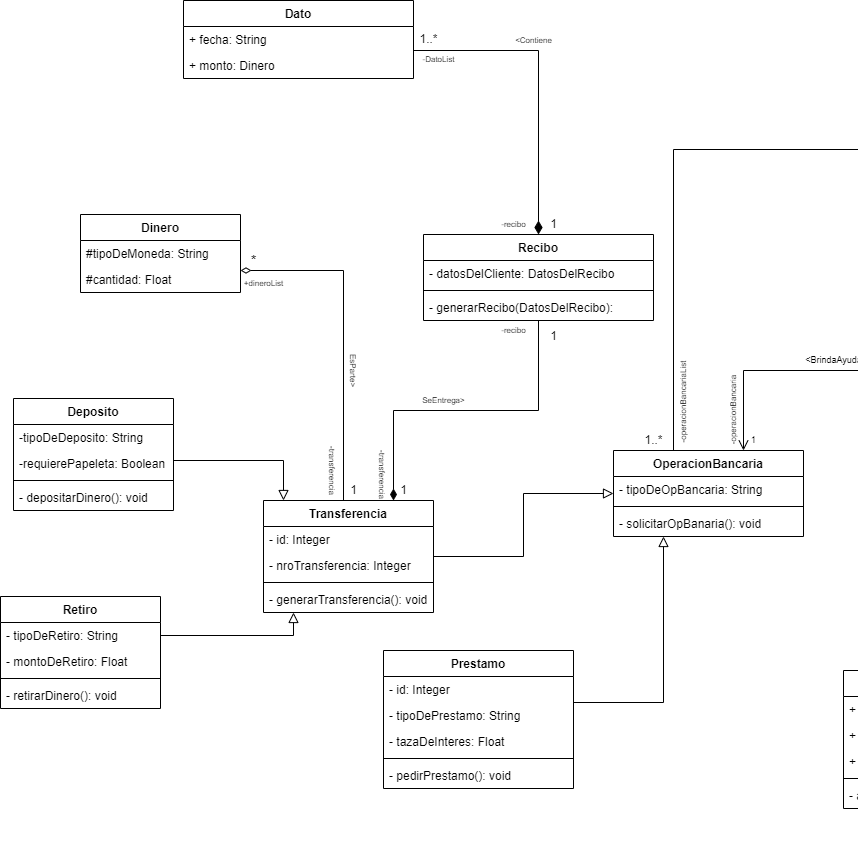 Dato
+ fecha: String
+ monto: Dinero
1..*
<Contiene
-DatoList
-recibo
1
Recibo
- datosDelCliente: DatosDelRecibo
- generarRecibo(DatosDelRecibo):
-recibo
1
Dinero
#tipoDeMoneda: String
#cantidad: Float
*
+dineroList
EsParte>
SeEntrega>
<BrindaAyuda
-operacionBancariaList
-operacionBancaria
1..*
1
Deposito
-tipoDeDeposito: String
-requierePapeleta: Boolean
- depositarDinero(): void
-transferencia
1
-transferencia
1
OperacionBancaria
- tipoDeOpBancaria: String
- solicitarOpBanaria(): void
Transferencia
- id: Integer
- nroTransferencia: Integer
- generarTransferencia(): void
Retiro
- tipoDeRetiro: String
- montoDeRetiro: Float
- retirarDinero(): void
Prestamo
- id: Integer
- tipoDePrestamo: String
- tazaDeInteres: Float
- pedirPrestamo(): void
+
+
+
- a